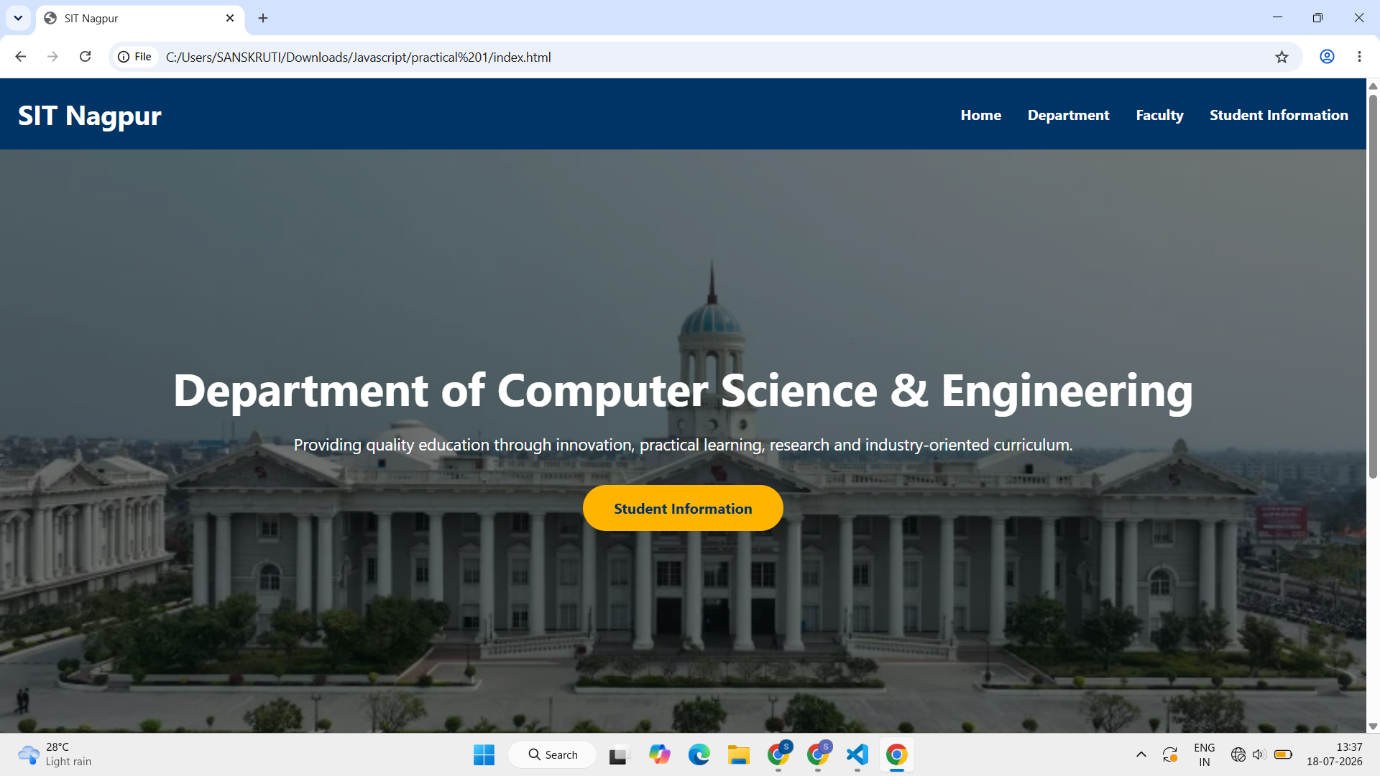 SIT Nagpur
File C:/Users/SANSKRUTI/Downloads/Javascript/practical%201/index.html
SIT Nagpur
Home Department Faculty Student Information
Department of Computer Science & Engineering
Providing quality education through innovation, practical learning, research and industry-oriented curriculum.
Student Information
28°C
Light rain
Search
S
S
ENG
IN
13:37
18-07-2026